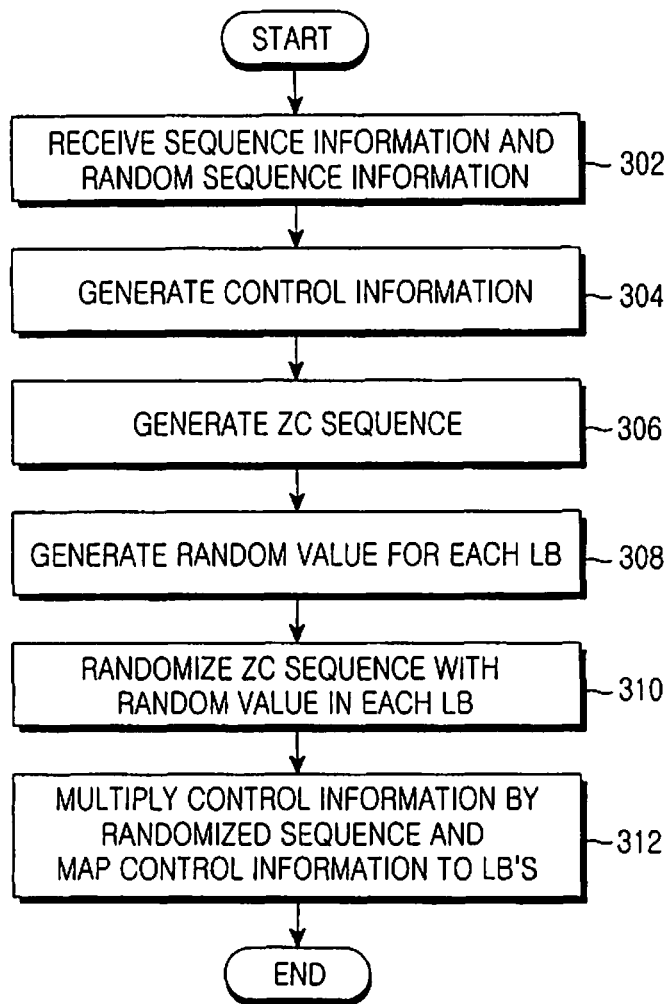 START
RECEIVE SEQUENCE INFORMATION AND
RANDOM SEQUENCE INFORMATION
302
GENERATE CONTROL INFORMATION
304
GENERATE ZC SEQUENCE
306
GENERATE RANDOM VALUE FOR EACH LB
308
RANDOMIZE ZC SEQUENCE WITH
RANDOM VALUE IN EACH LB
310
MULTIPLY CONTROL INFORMATION BY
RANDOMIZED SEQUENCE AND
MAP CONTROL INFORMATION TO LB'S
312
END